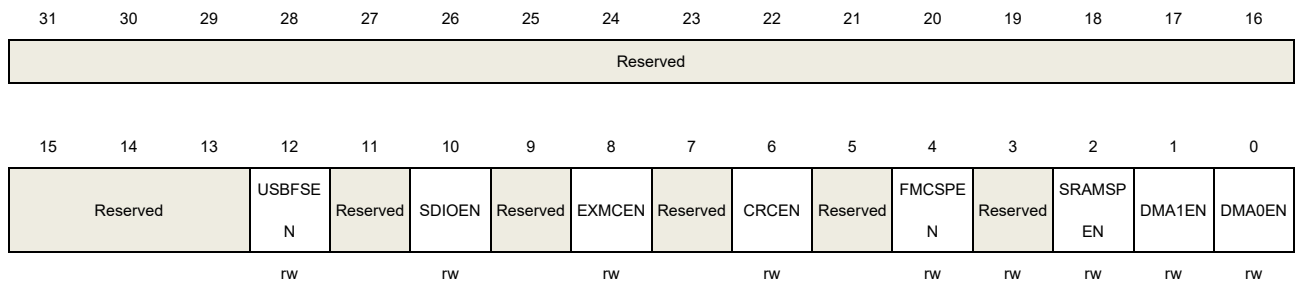 31 30 29 28 27 26 25 24 23 22 21 20 19 18 17 16
Reserved
15 14 13 12 11 10 9 8 7 6 5 4 3 2 1 0
Reserved USBFSE Reserved SDIOEN Reserved EXMCEN Reserved CRCEN Reserved FMCSPE Reserved SRAMSP DMA1EN DMA0EN
N N EN
rw rw rw rw rw rw rw rw rw